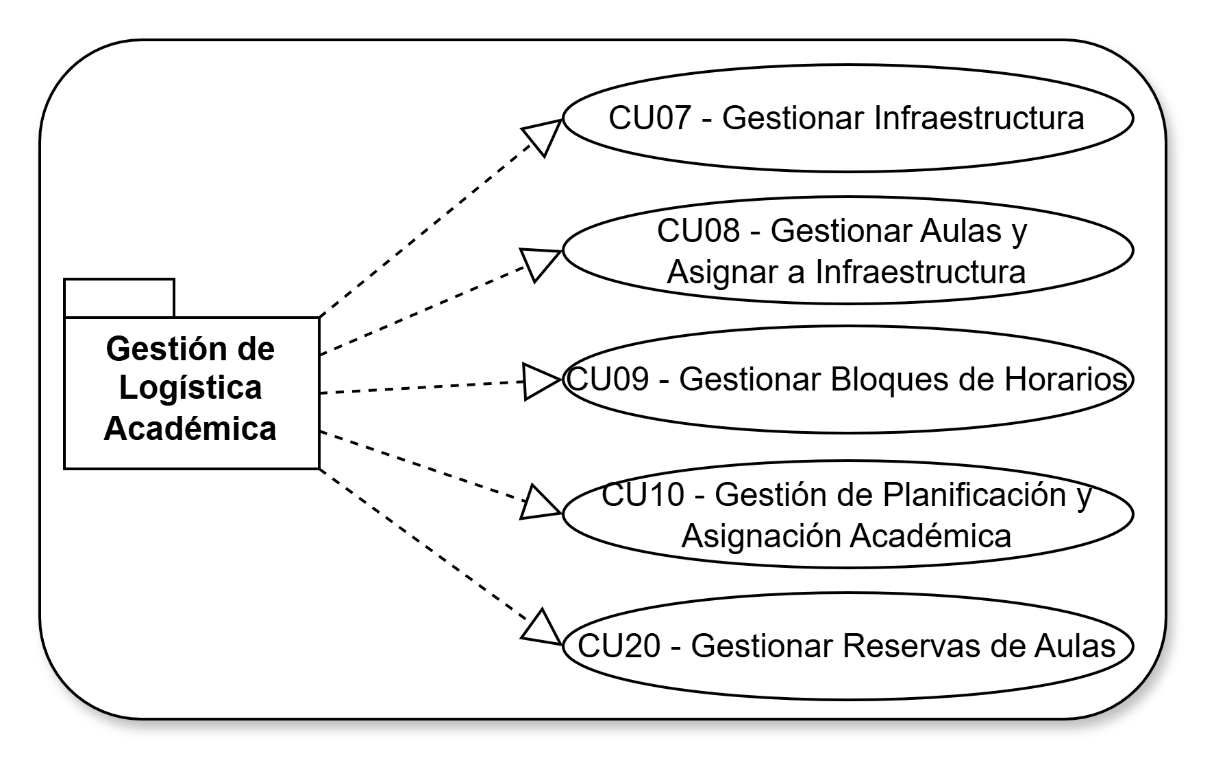 CU07 - Gestionar Infraestructura
CU08 - Gestionar Aulas y
Asignar a Infraestructura
Gestión de
Logística
Académica
CU09 - Gestionar Bloques de Horarios
CU10 - Gestión de Planificación y
Asignación Académica
CU20 - Gestionar Reservas de Aulas